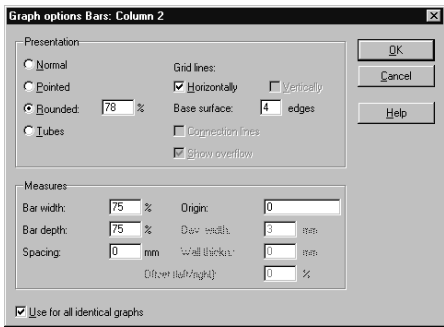 Graph options Bars: Column 2
Presentation
Normal
Pointed
Rounded: 78 %
Tubes
Grid lines:
Horizontally Vertically
Base surface: 4 edges
Connection lines
Show overflow
OK
Cancel
Help
Measures
Bar width: 75 % Origin: 0
Bar depth: 75 % width: 3 mm
Spacing: 0 mm Wall 0 mm
(left/right): 0 %
Use for all identical graphs